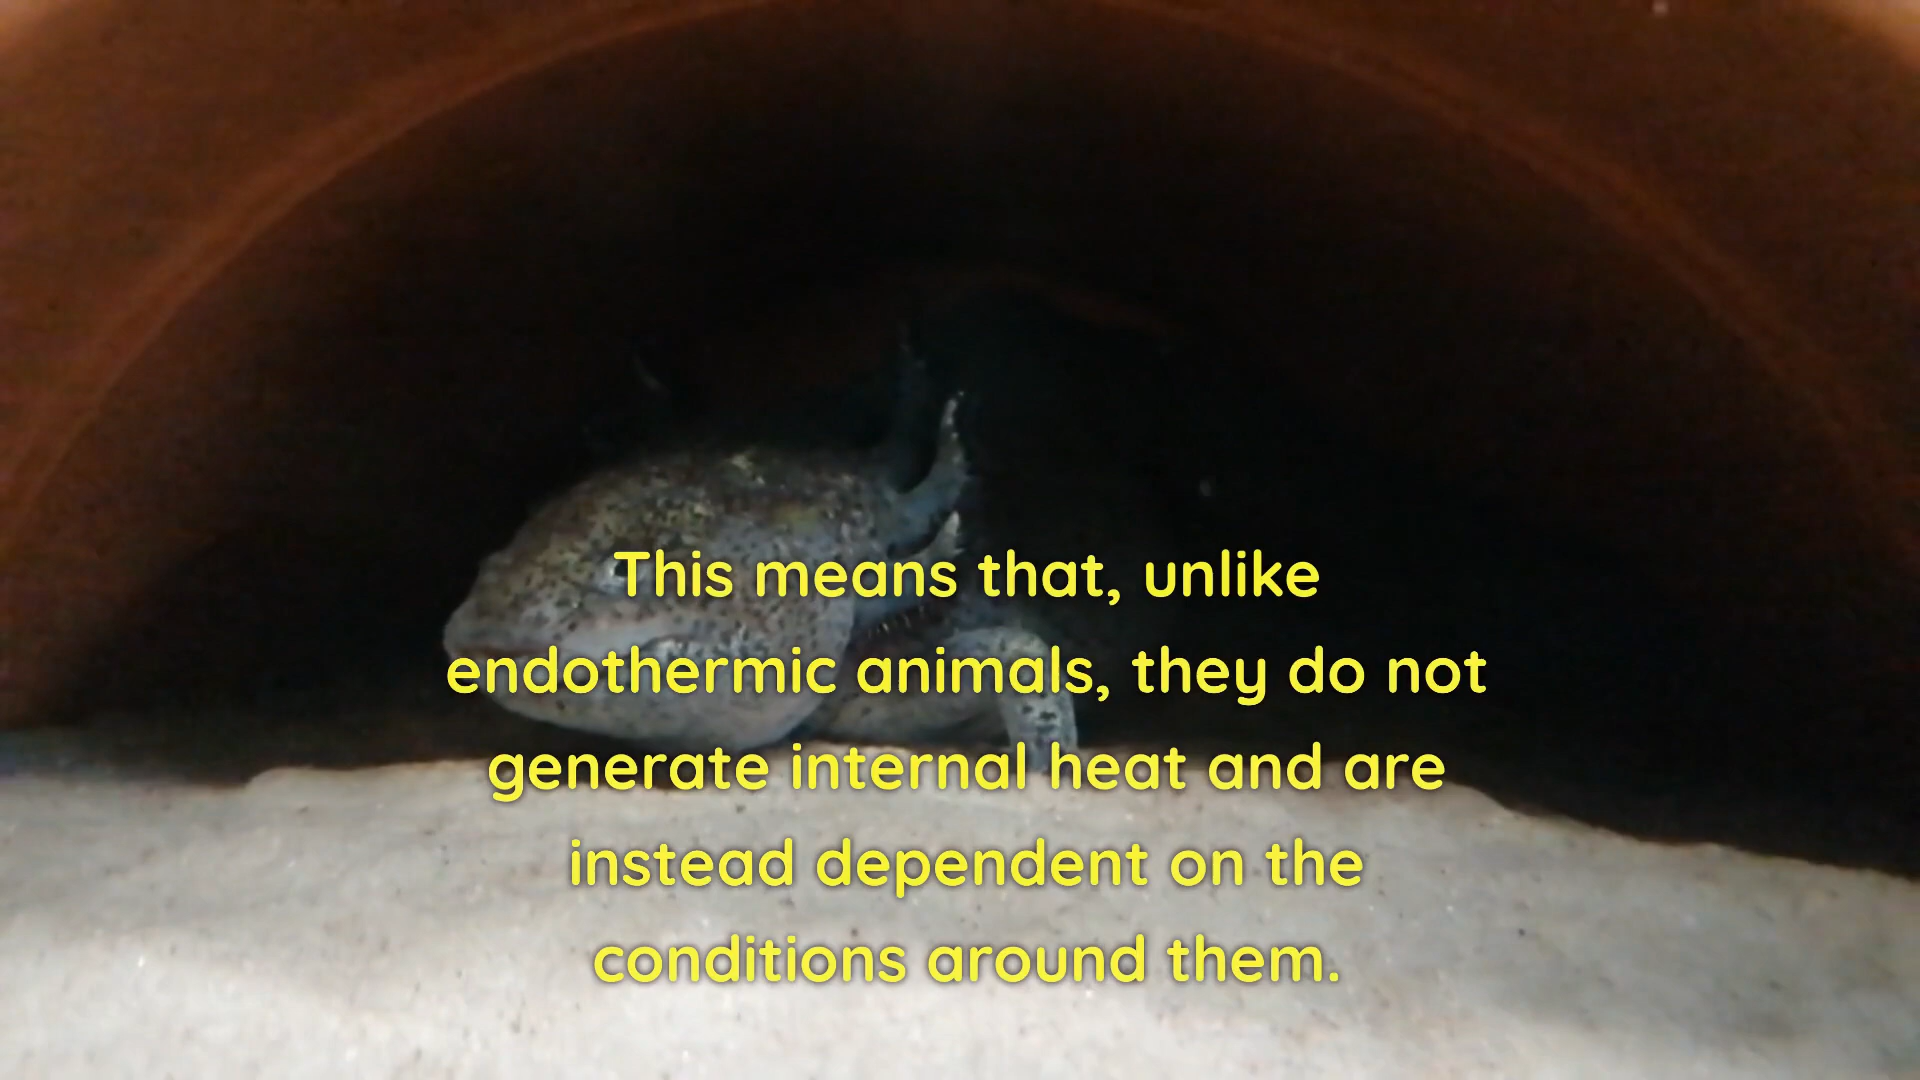 This means that, unlike
endothermic animals, they do not
generate internal heat and are
instead dependent on the
conditions around them.